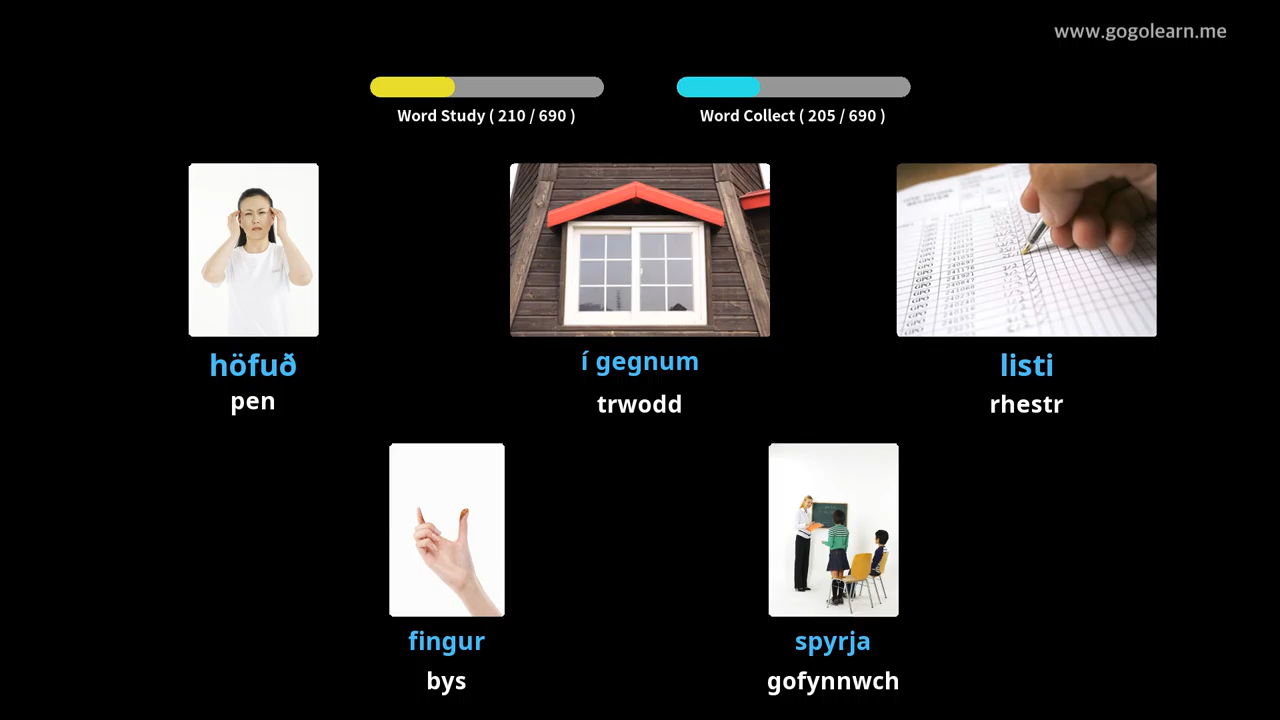 www.gogolearn.me
Word Study ( 210 / 690 )
Word Collect ( 205 / 690 )
höfuð
pen
í gegnum
trwodd
listi
rhestr
fingur
bys
spyrja
gofynnwch